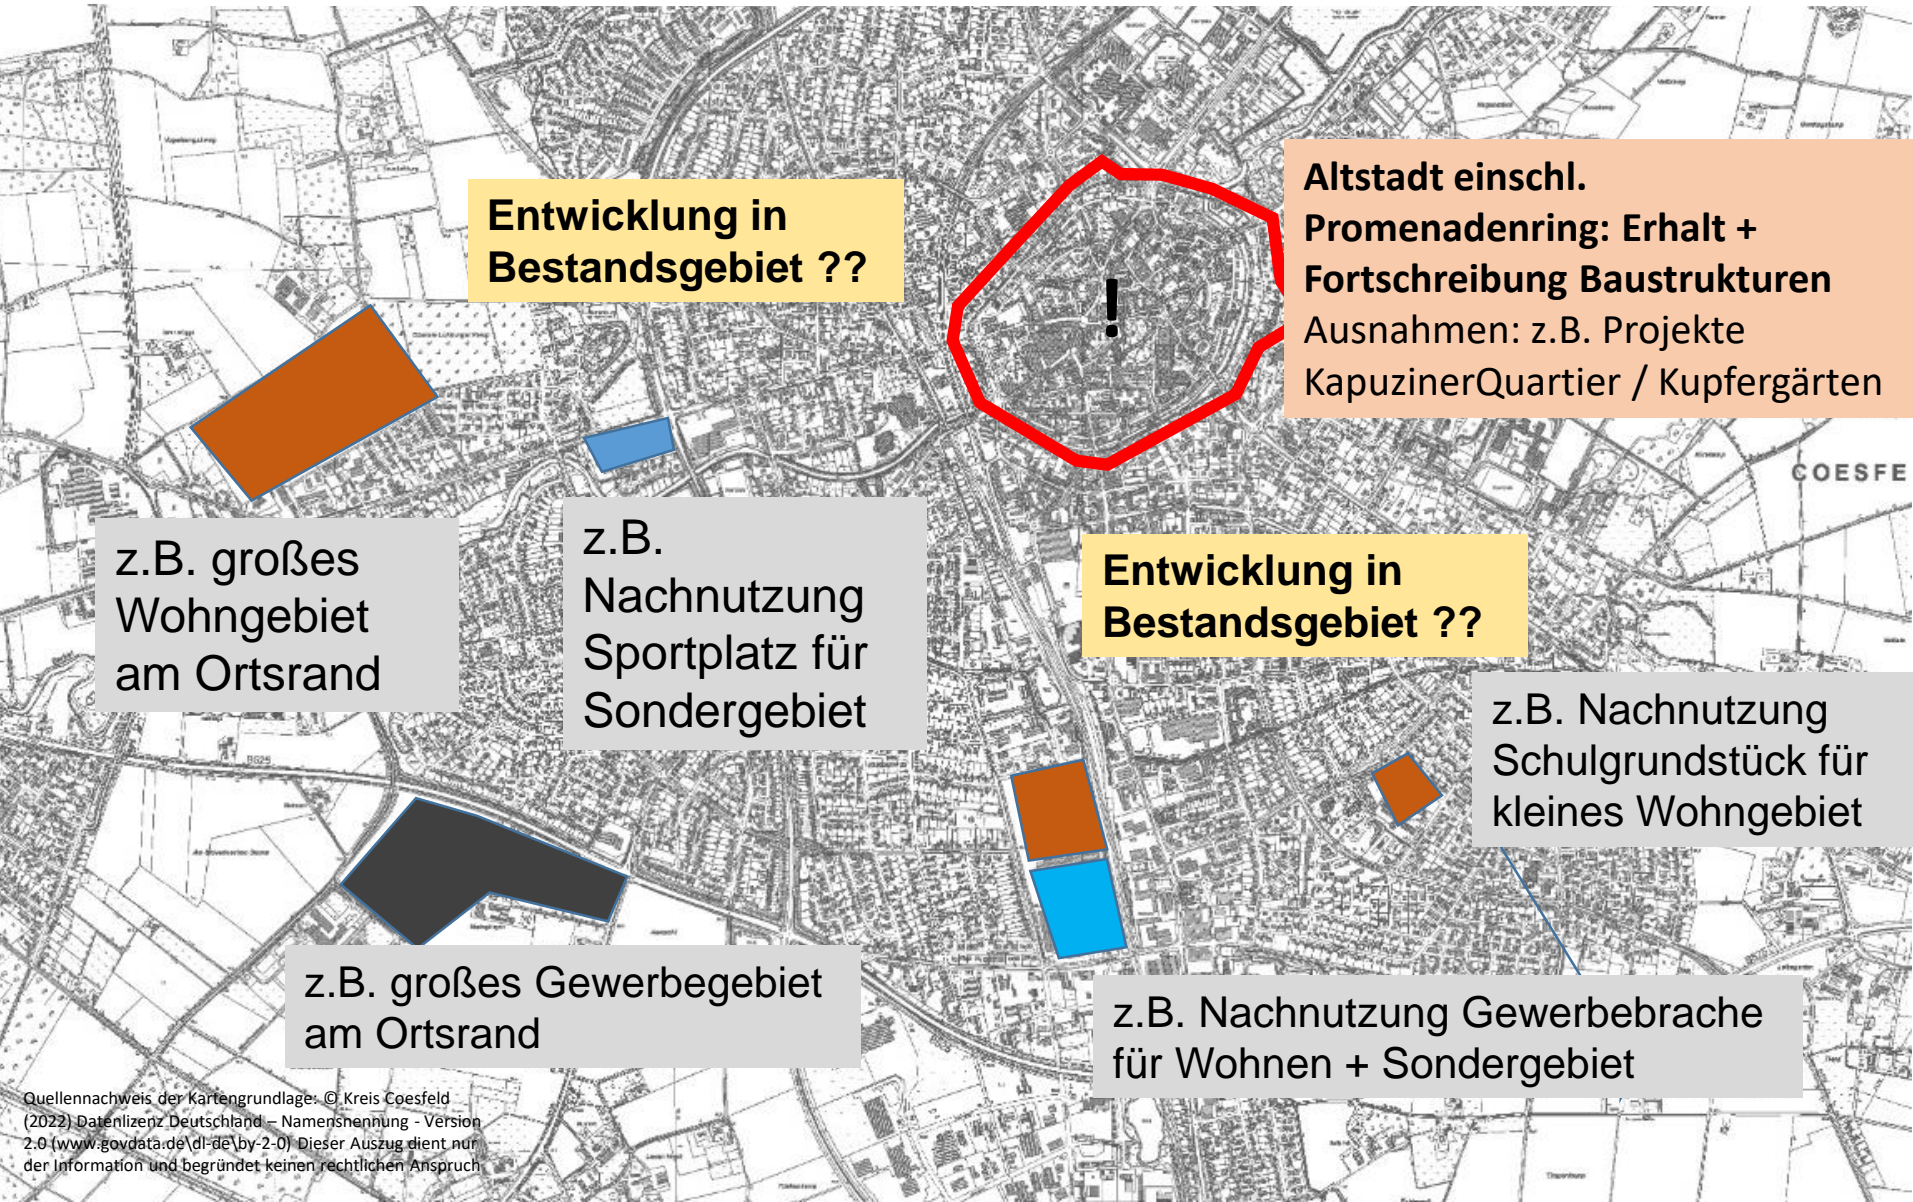 Entwicklung in
Bestandsgebiet ??
Altstadt einschl.
Promenadenring: Erhalt +
Fortschreibung Baustrukturen
Ausnahmen: z.B. Projekte
KapuzinerQuartier / Kupfergärten
!
COESFE
z.B. großes
Wohngebiet
am Ortsrand
z.B.
Nachnutzung
Sportplatz für
Sondergebiet
Entwicklung in
Bestandsgebiet ??
z.B. Nachnutzung
Schulgrundstück für
kleines Wohngebiet
z.B. großes Gewerbegebiet
am Ortsrand
z.B. Nachnutzung Gewerbebrache
für Wohnen + Sondergebiet
Quellennachweis der Kartengrundlage: © Kreis Coesfeld
(2022) Datenlizenz Deutschland – Namensnennung - Version
2.0 (www.govdata.de\dl-de\by-2-0) Dieser Auszug dient nur
der Information und begründet keinen rechtlichen Anspruch